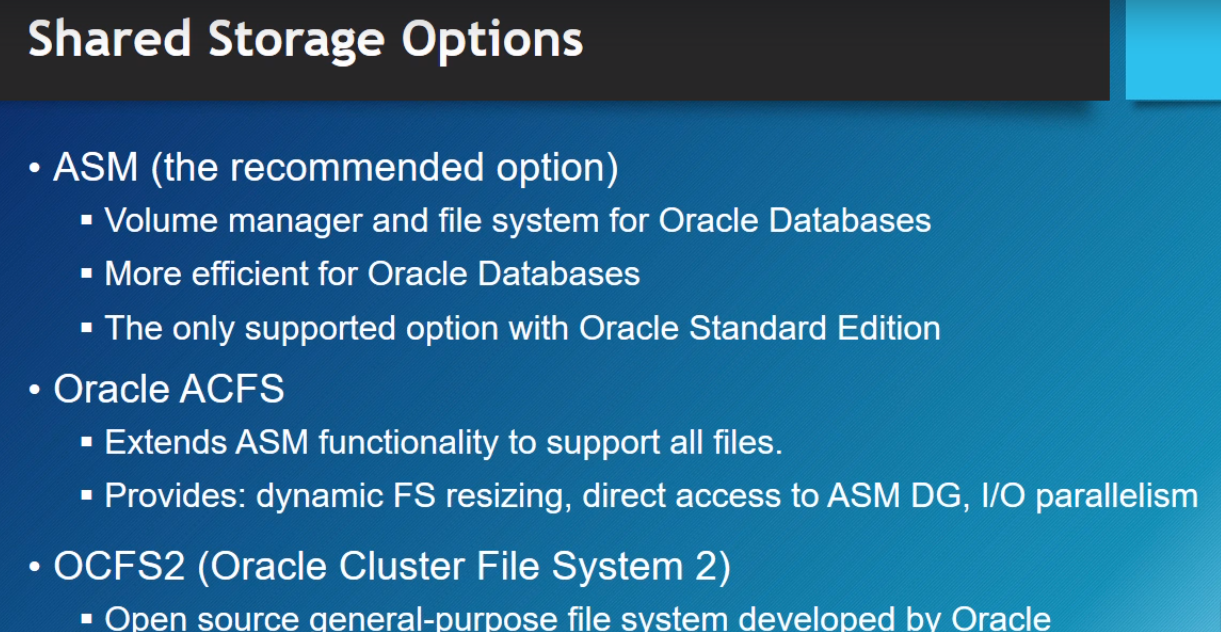 Shared Storage Options
• ASM (the recommended option)
▪ Volume manager and file system for Oracle Databases
▪ More efficient for Oracle Databases
▪ The only supported option with Oracle Standard Edition
• Oracle ACFS
▪ Extends ASM functionality to support all files.
▪ Provides: dynamic FS resizing, direct access to ASM DG, I/O parallelism
• OCFS2 (Oracle Cluster File System 2)
▪ Open source general-purpose file system developed by Oracle